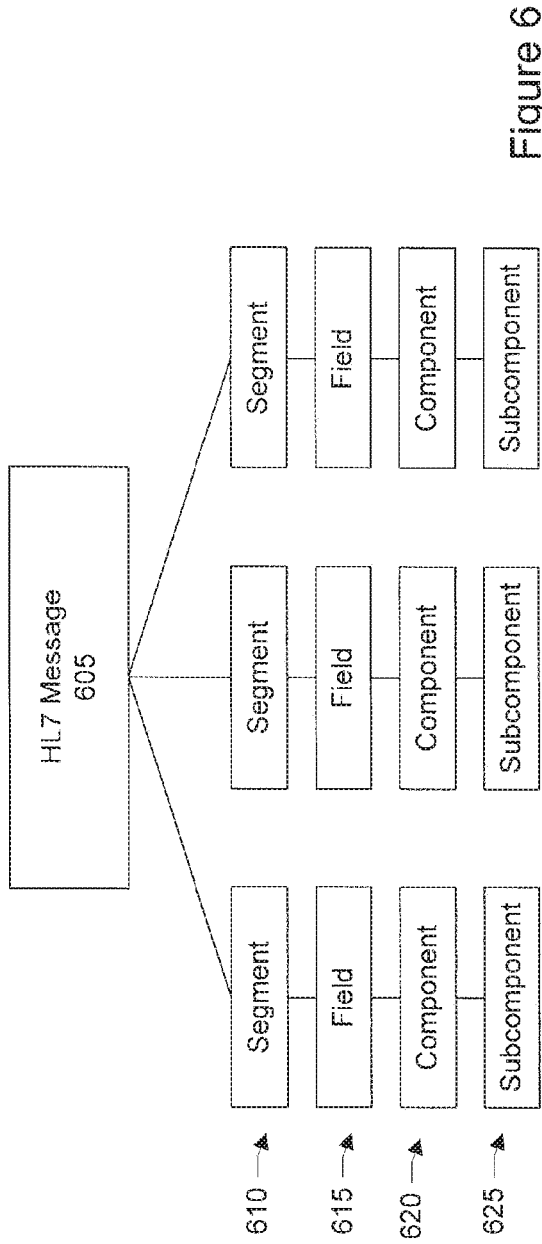 HL7 Message
605
610
Segment
Segment
Segment
615
Field
Field
Field
620
Component
Component
Component
625
Subcomponent
Subcomponent
Subcomponent
Figure 6